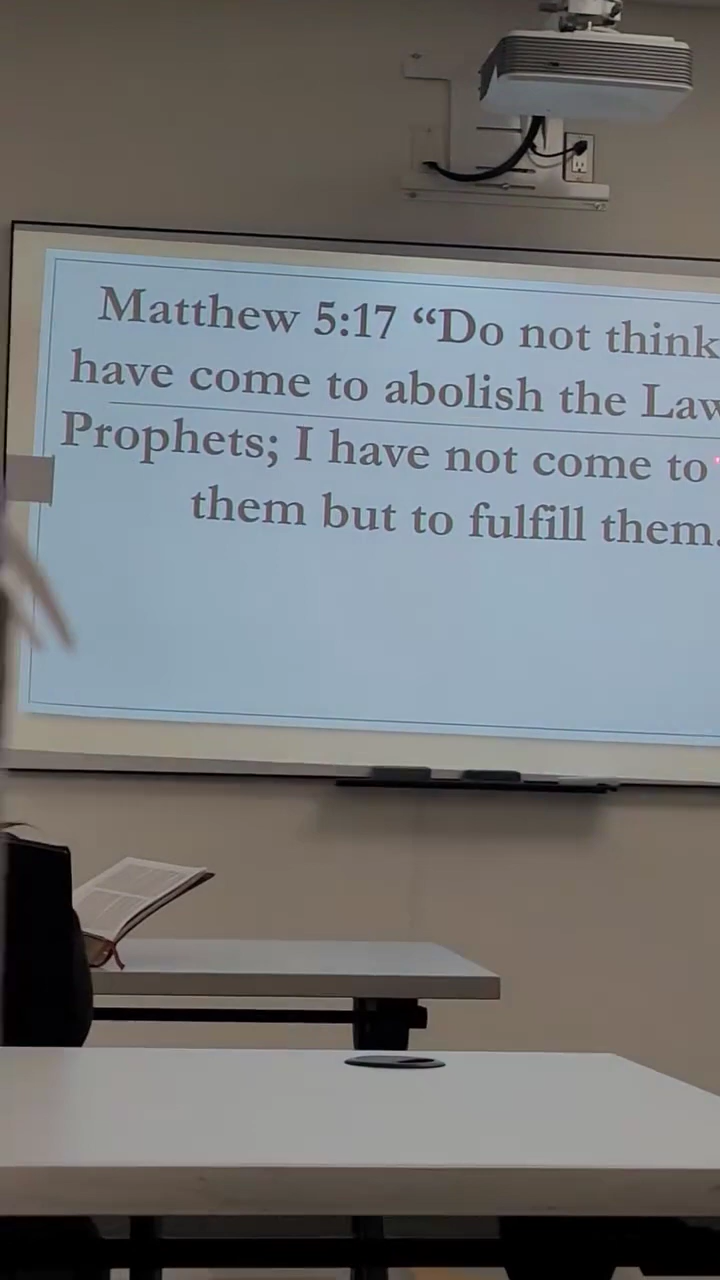 Matthew 5:17 “Do not think
have come to abolish the Law
Prophets; I have not come to
them but to fulfill them.